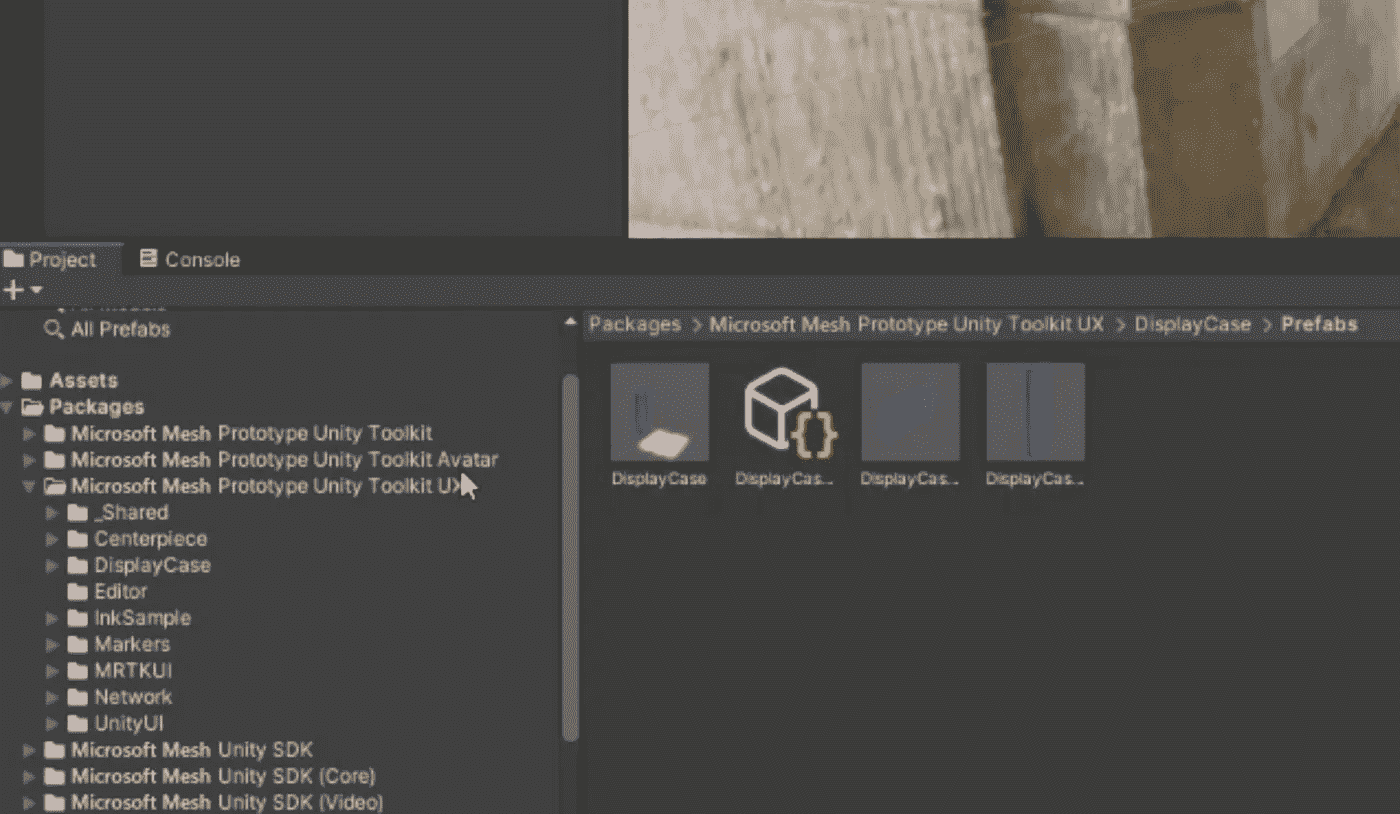 Project
Console
All Prefabs
Assets
Packages
Microsoft Mesh Prototype Unity Toolkit
Microsoft Mesh Prototype Unity Toolkit Avatar
Microsoft Mesh Prototype Unity Toolkit UX
_Shared
Centerpiece
DisplayCase
Editor
InkSample
Markers
MRTKUI
Network
UnityUI
Microsoft Mesh Unity SDK
Microsoft Mesh Unity SDK (Core)
Microsoft Mesh Unity SDK (Video)
Packages > Microsoft Mesh Prototype Unity Toolkit UX > DisplayCase > Prefabs
DisplayCase
DisplayCas...
DisplayCas...
DisplayCas...